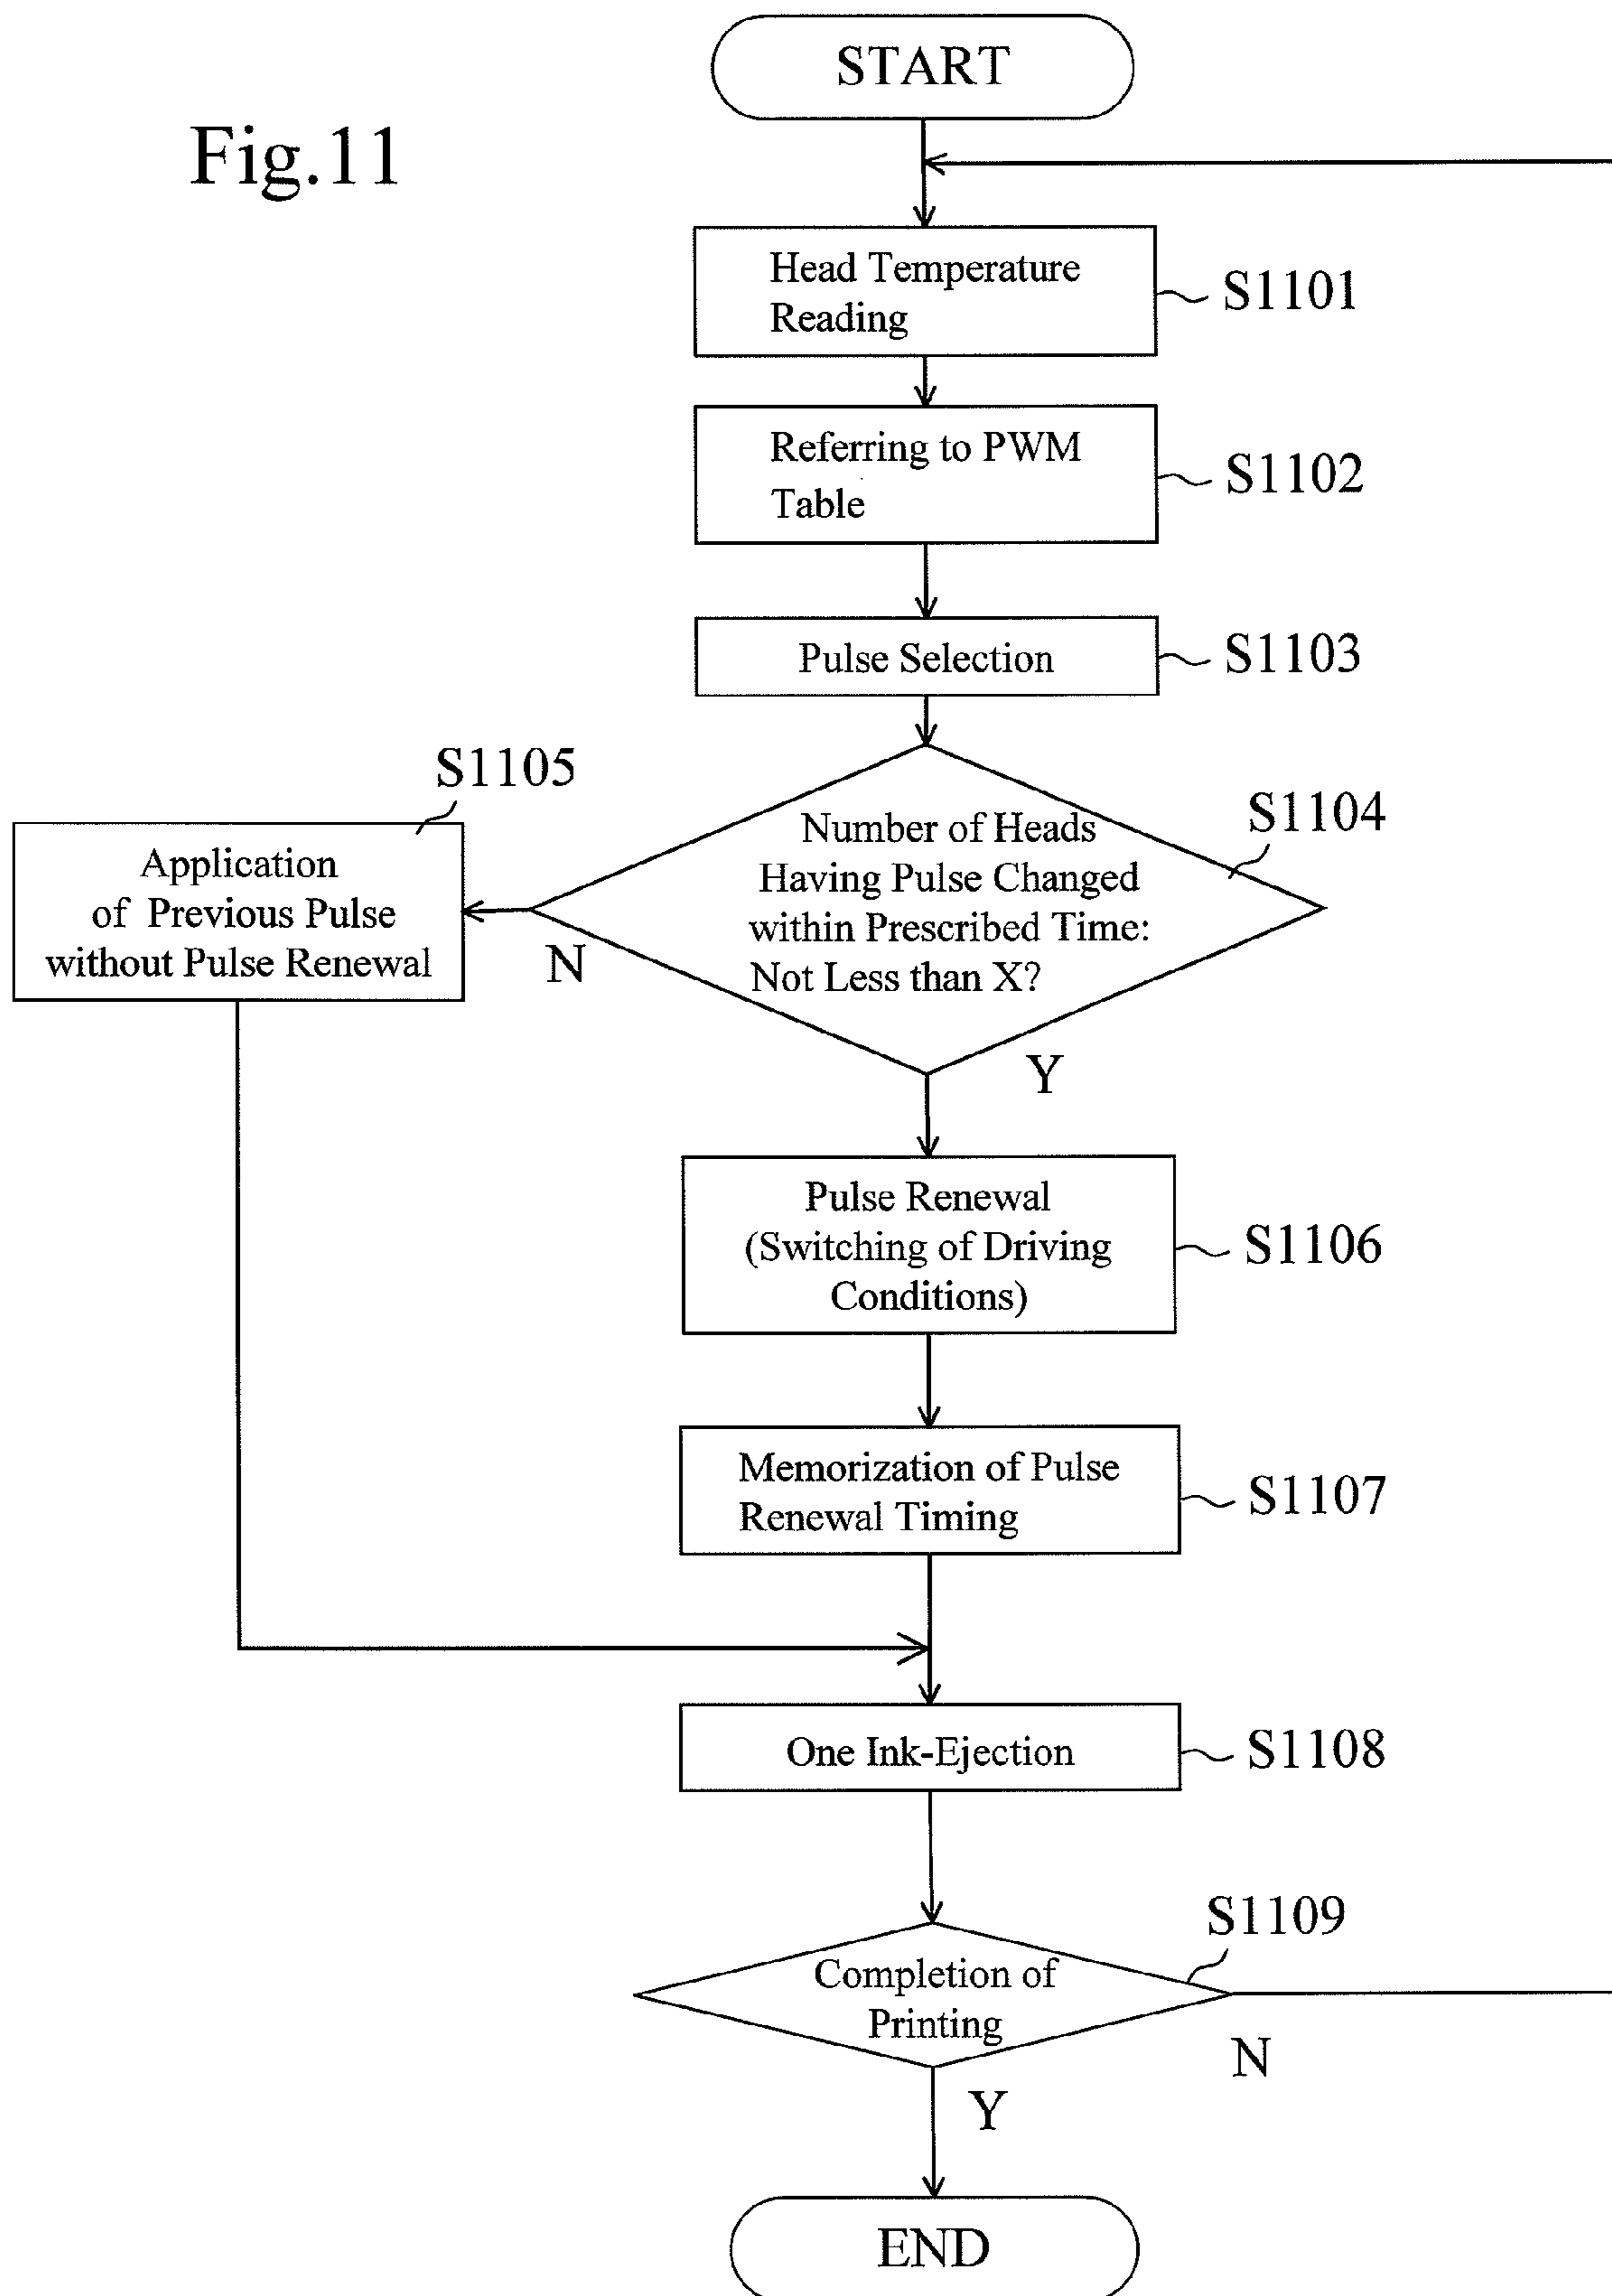 START
Fig.11
Head Temperature
Reading
S1101
Referring to PWM
Table
S1102
Pulse Selection
S1103
S1105
Application
of Previous Pulse
without Pulse Renewal
N
Number of Heads
Having Pulse Changed
within Prescribed Time:
Not Less than X?
S1104
Y
Pulse Renewal
(Switching of Driving
Conditions)
S1106
Memorization of Pulse
Renewal Timing
S1107
One Ink-Ejection
S1108
S1109
Completion of
Printing
N
Y
END